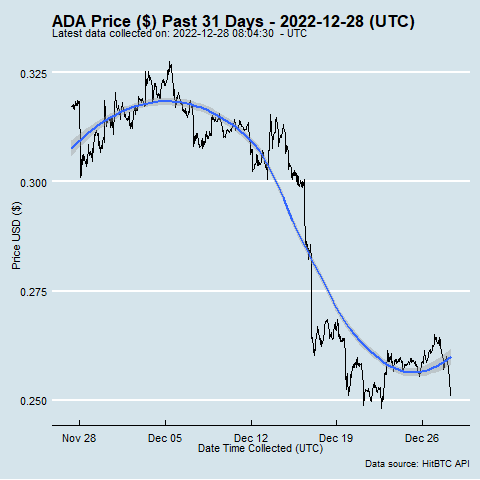 ADA Price ($) Past 31 Days - 2022-12-28 (UTC)
Latest data collected on: 2022-12-28 08:04:30 - UTC
0.325
0.300
0.275
0.250
Price USD ($)
Nov 28 Dec 05 Dec 12 Dec 19 Dec 26
Date Time Collected (UTC)
Data source: HitBTC API